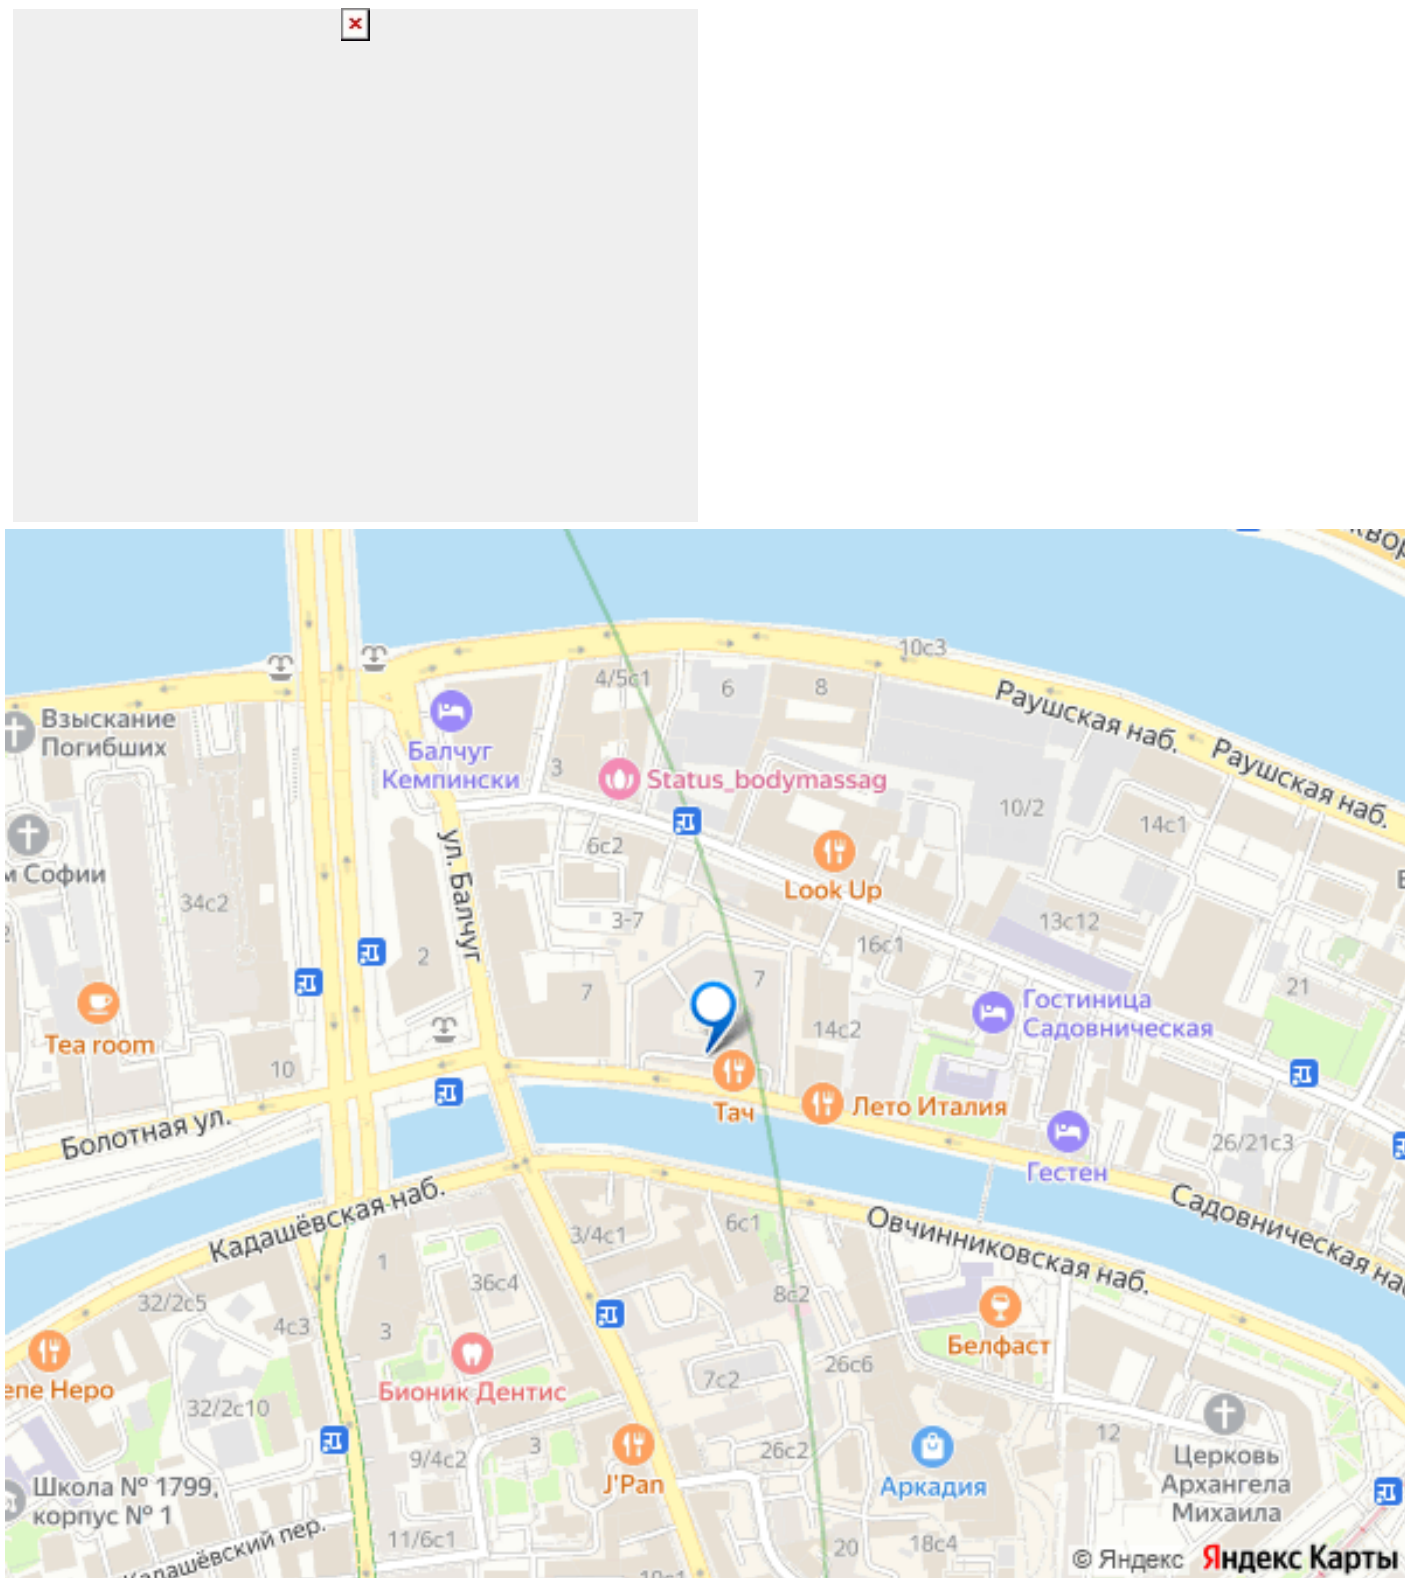 10с3
4/5с1
6
8
Раушская наб.
Раушская наб.
Взыскание
Погибших
Балчуг
Кемпински
3
Status_bodymassag
10/2
14с1
ул. Балчуг
6с2
Look Up
Софии
34с2
3-7
13с12
2
16с1
7
7
21
Гостиница
Садовническая
Tea room
14с2
10
Тач
Лето Италия
Болотная ул.
26/21с3
Гестен
Садовническая
Кадашёвская наб.
3/4с1
6с1
Овчинниковская наб.
1
36с4
8с2
32/2с5
4с3
3
Белфаст
Неро
Бионик Дентис
7с2
26с6
32/2с10
12
3
9/4с2
J'Pan
26с2
Аркадия
Церковь
Архангела
Михаила
Школа № 1799,
корпус № 1
пер.
11/6с1
20
18с4
© Яндекс Яндекс Карты